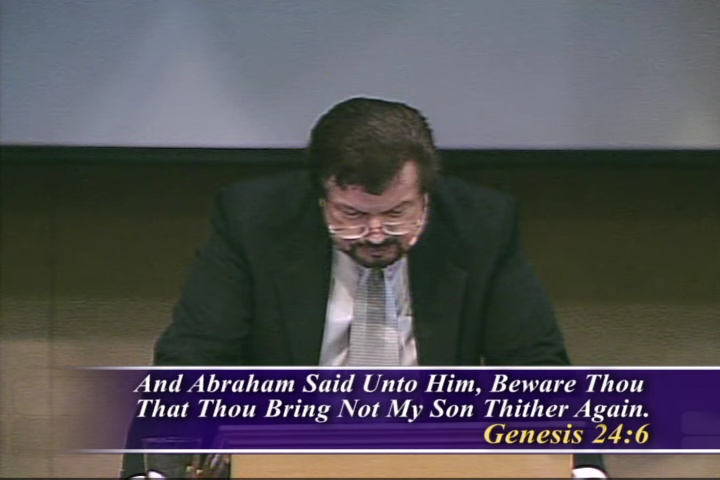 And Abraham Said Unto Him, Beware Thou
That Thou Bring Not My Son Thither Again.
Genesis 24:6